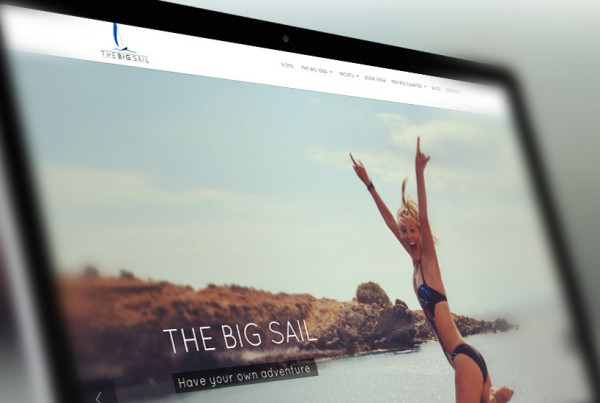 THE BIG SAIL
HOME THE BIG IDEA YACHTS BOOK NOW PRIVATE CHARTER BLOG CONTACT
THE BIG SAIL
Have your own adventure